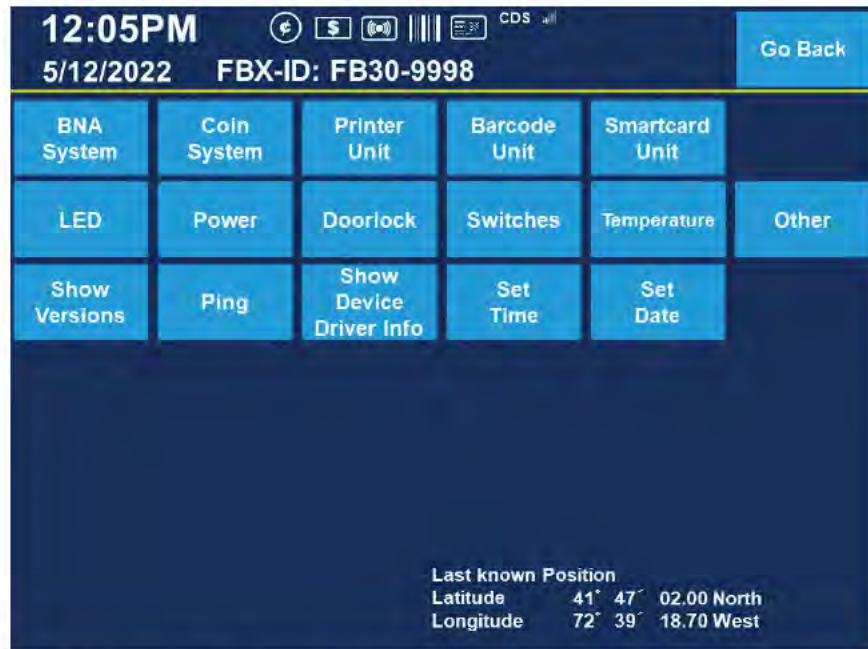 12:05PM
CDS
5/12/2022 FBX-ID: FB30-9998
Go Back
BNA
System
Coin
System
Printer
Unit
Barcode
Unit
Smartcard
Unit
LED
Power
Doorlock
Switches
Temperature
Other
Show
Versions
Ping
Show
Device
Driver Info
Set
Time
Set
Date
Last known Position
Latitude 41° 47´ 02.00 North
Longitude 72° 39´ 18.70 West